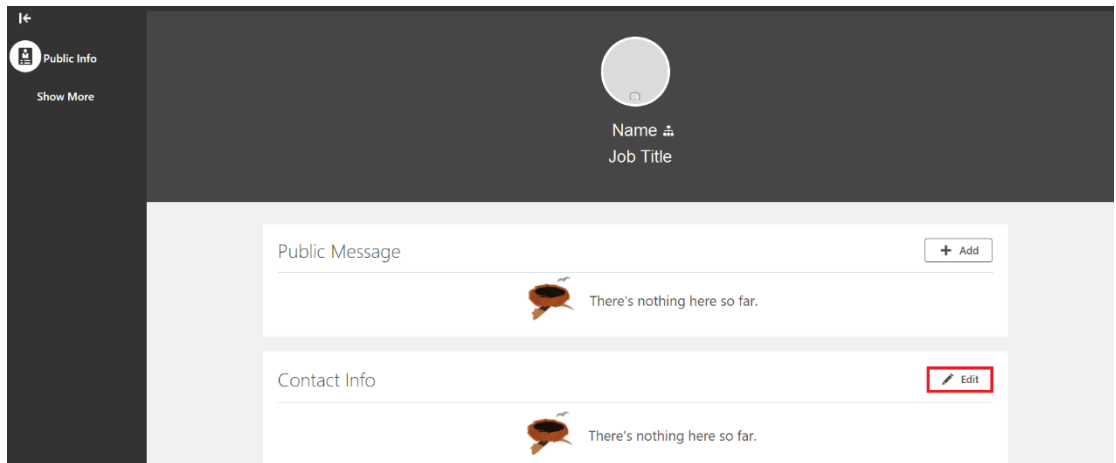 Public Info
Show More
Name
Job Title
Public Message
+ Add
There's nothing here so far.
Contact Info
Edit
There's nothing here so far.